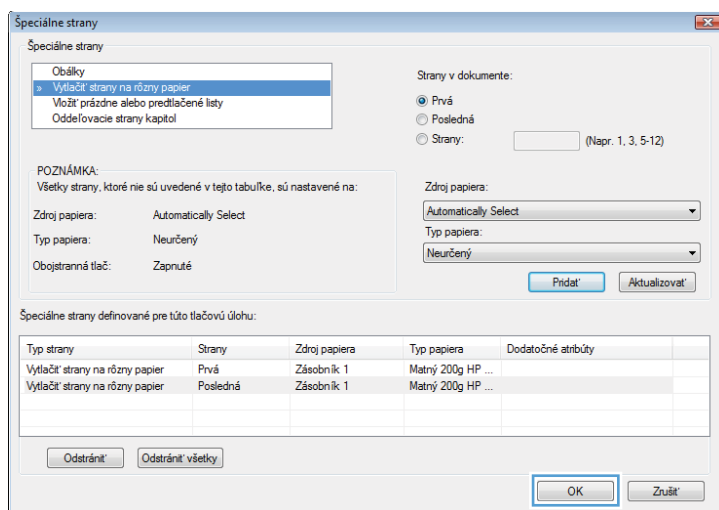 Špeciálne strany
Špeciálne strany
Obálky
» Vytlačiť strany na rôzny papier
Vložiť prázdne alebo predtlačené listy
Oddeľovacie strany kapitol
Strany v dokumente:
Prvá
Posledná
Strany: (Napr. 1, 3, 5-12)
POZNÁMKA:
Všetky strany, ktoré nie sú uvedené v tejto tabuľke, sú nastavené na:
Zdroj papiera: Automatically Select
Typ papiera: Neurčený
Obojstranná tlač: Zapnuté
Zdroj papiera:
Automatically Select
Typ papiera:
Neurčený
Pridať Aktualizovať
Špeciálne strany definované pre túto tlačovú úlohu:
Typ strany Strany Zdroj papiera Typ papiera Dodatočné atribúty
Vytlačiť strany na rôzny papier Prvá Zásobník 1 Matný 200g HP ...
Vytlačiť strany na rôzny papier Posledná Zásobník 1 Matný 200g HP ...
Odstrániť Odstrániť všetky
OK Zrušiť